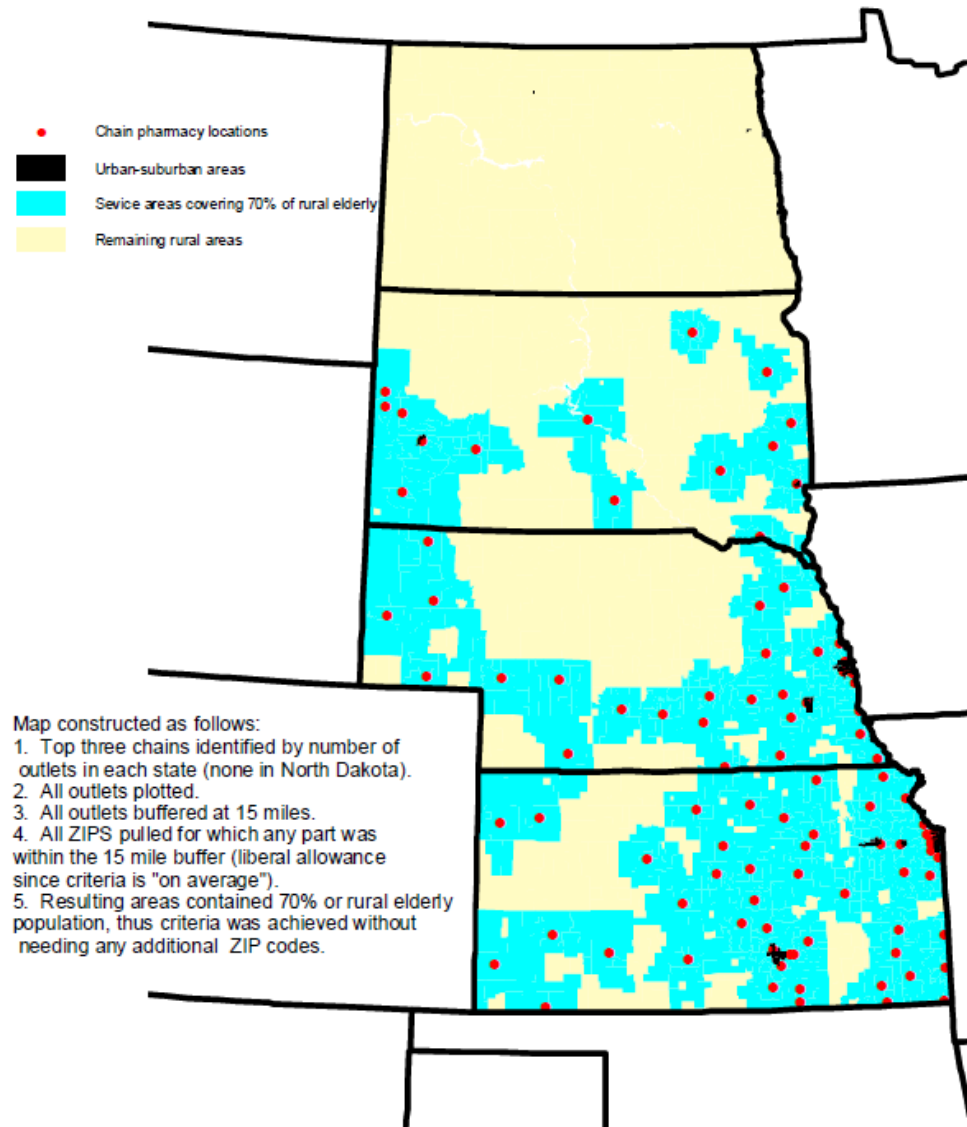 Chain pharmacy locations
Urban-suburban areas
Sevice areas covering 70% of rural elderly
Remaining rural areas
Map constructed as follows:
1. Top three chains identified by number of
outlets in each state (none in North Dakota).
2. All outlets plotted.
3. All outlets buffered at 15 miles.
4. All ZIPS pulled for which any part was
within the 15 mile buffer (liberal allowance
since criteria is "on average").
5. Resulting areas contained 70% or rural elderly
population, thus criteria was achieved without
needing any additional ZIP codes.